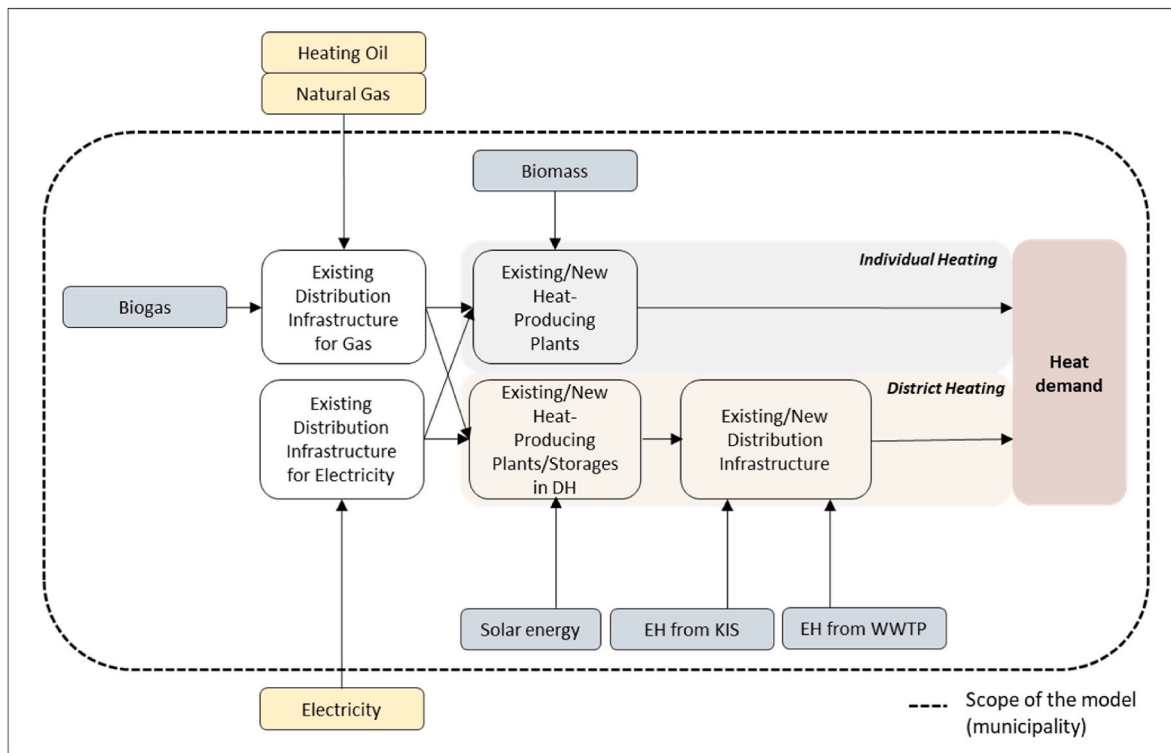 Heating Oil
Natural Gas
Biomass
Individual Heating
Existing
Distribution
Infrastructure
for Gas
Existing/New
Heat-
Producing
Plants
Biogas
Heat
demand
District Heating
Existing
Distribution
Infrastructure
for Electricity
Existing/New
Heat-
Producing
Plants/Storages
in DH
Existing/New
Distribution
Infrastructure
Solar energy
EH from KIS
EH from WWTP
Electricity
Scope of the model
(municipality)